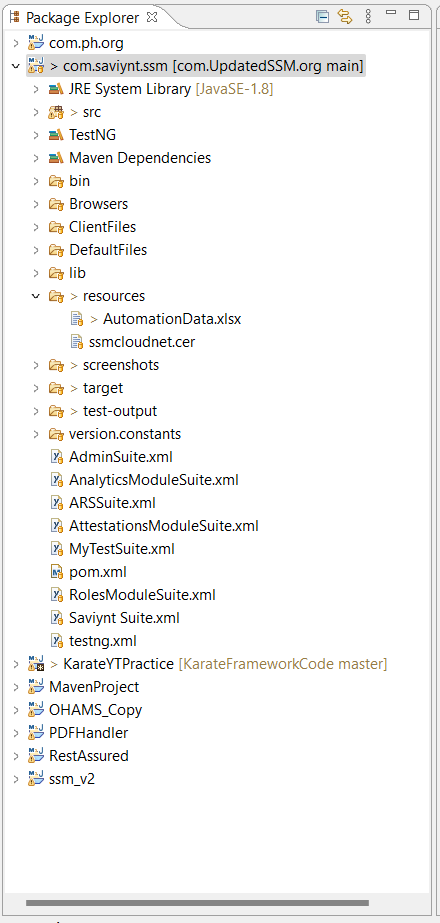 Package Explorer
com.ph.org
> com.saviynt.ssm [com.UpdatedSSM.org main]
JRE System Library [JavaSE-1.8]
> src
TestNG
Maven Dependencies
bin
Browsers
ClientFiles
DefaultFiles
lib
> resources
> AutomationData.xlsx
ssmcloudnet.cer
> screenshots
> target
> test-output
version.constants
AdminSuite.xml
AnalyticsModuleSuite.xml
ARSSuite.xml
AttestationsModuleSuite.xml
MyTestSuite.xml
pom.xml
RolesModuleSuite.xml
Saviynt Suite.xml
testng.xml
> KarateYTPractice [KarateFrameworkCode master]
MavenProject
OHAMS_Copy
PDFHandler
RestAssured
ssm_v2